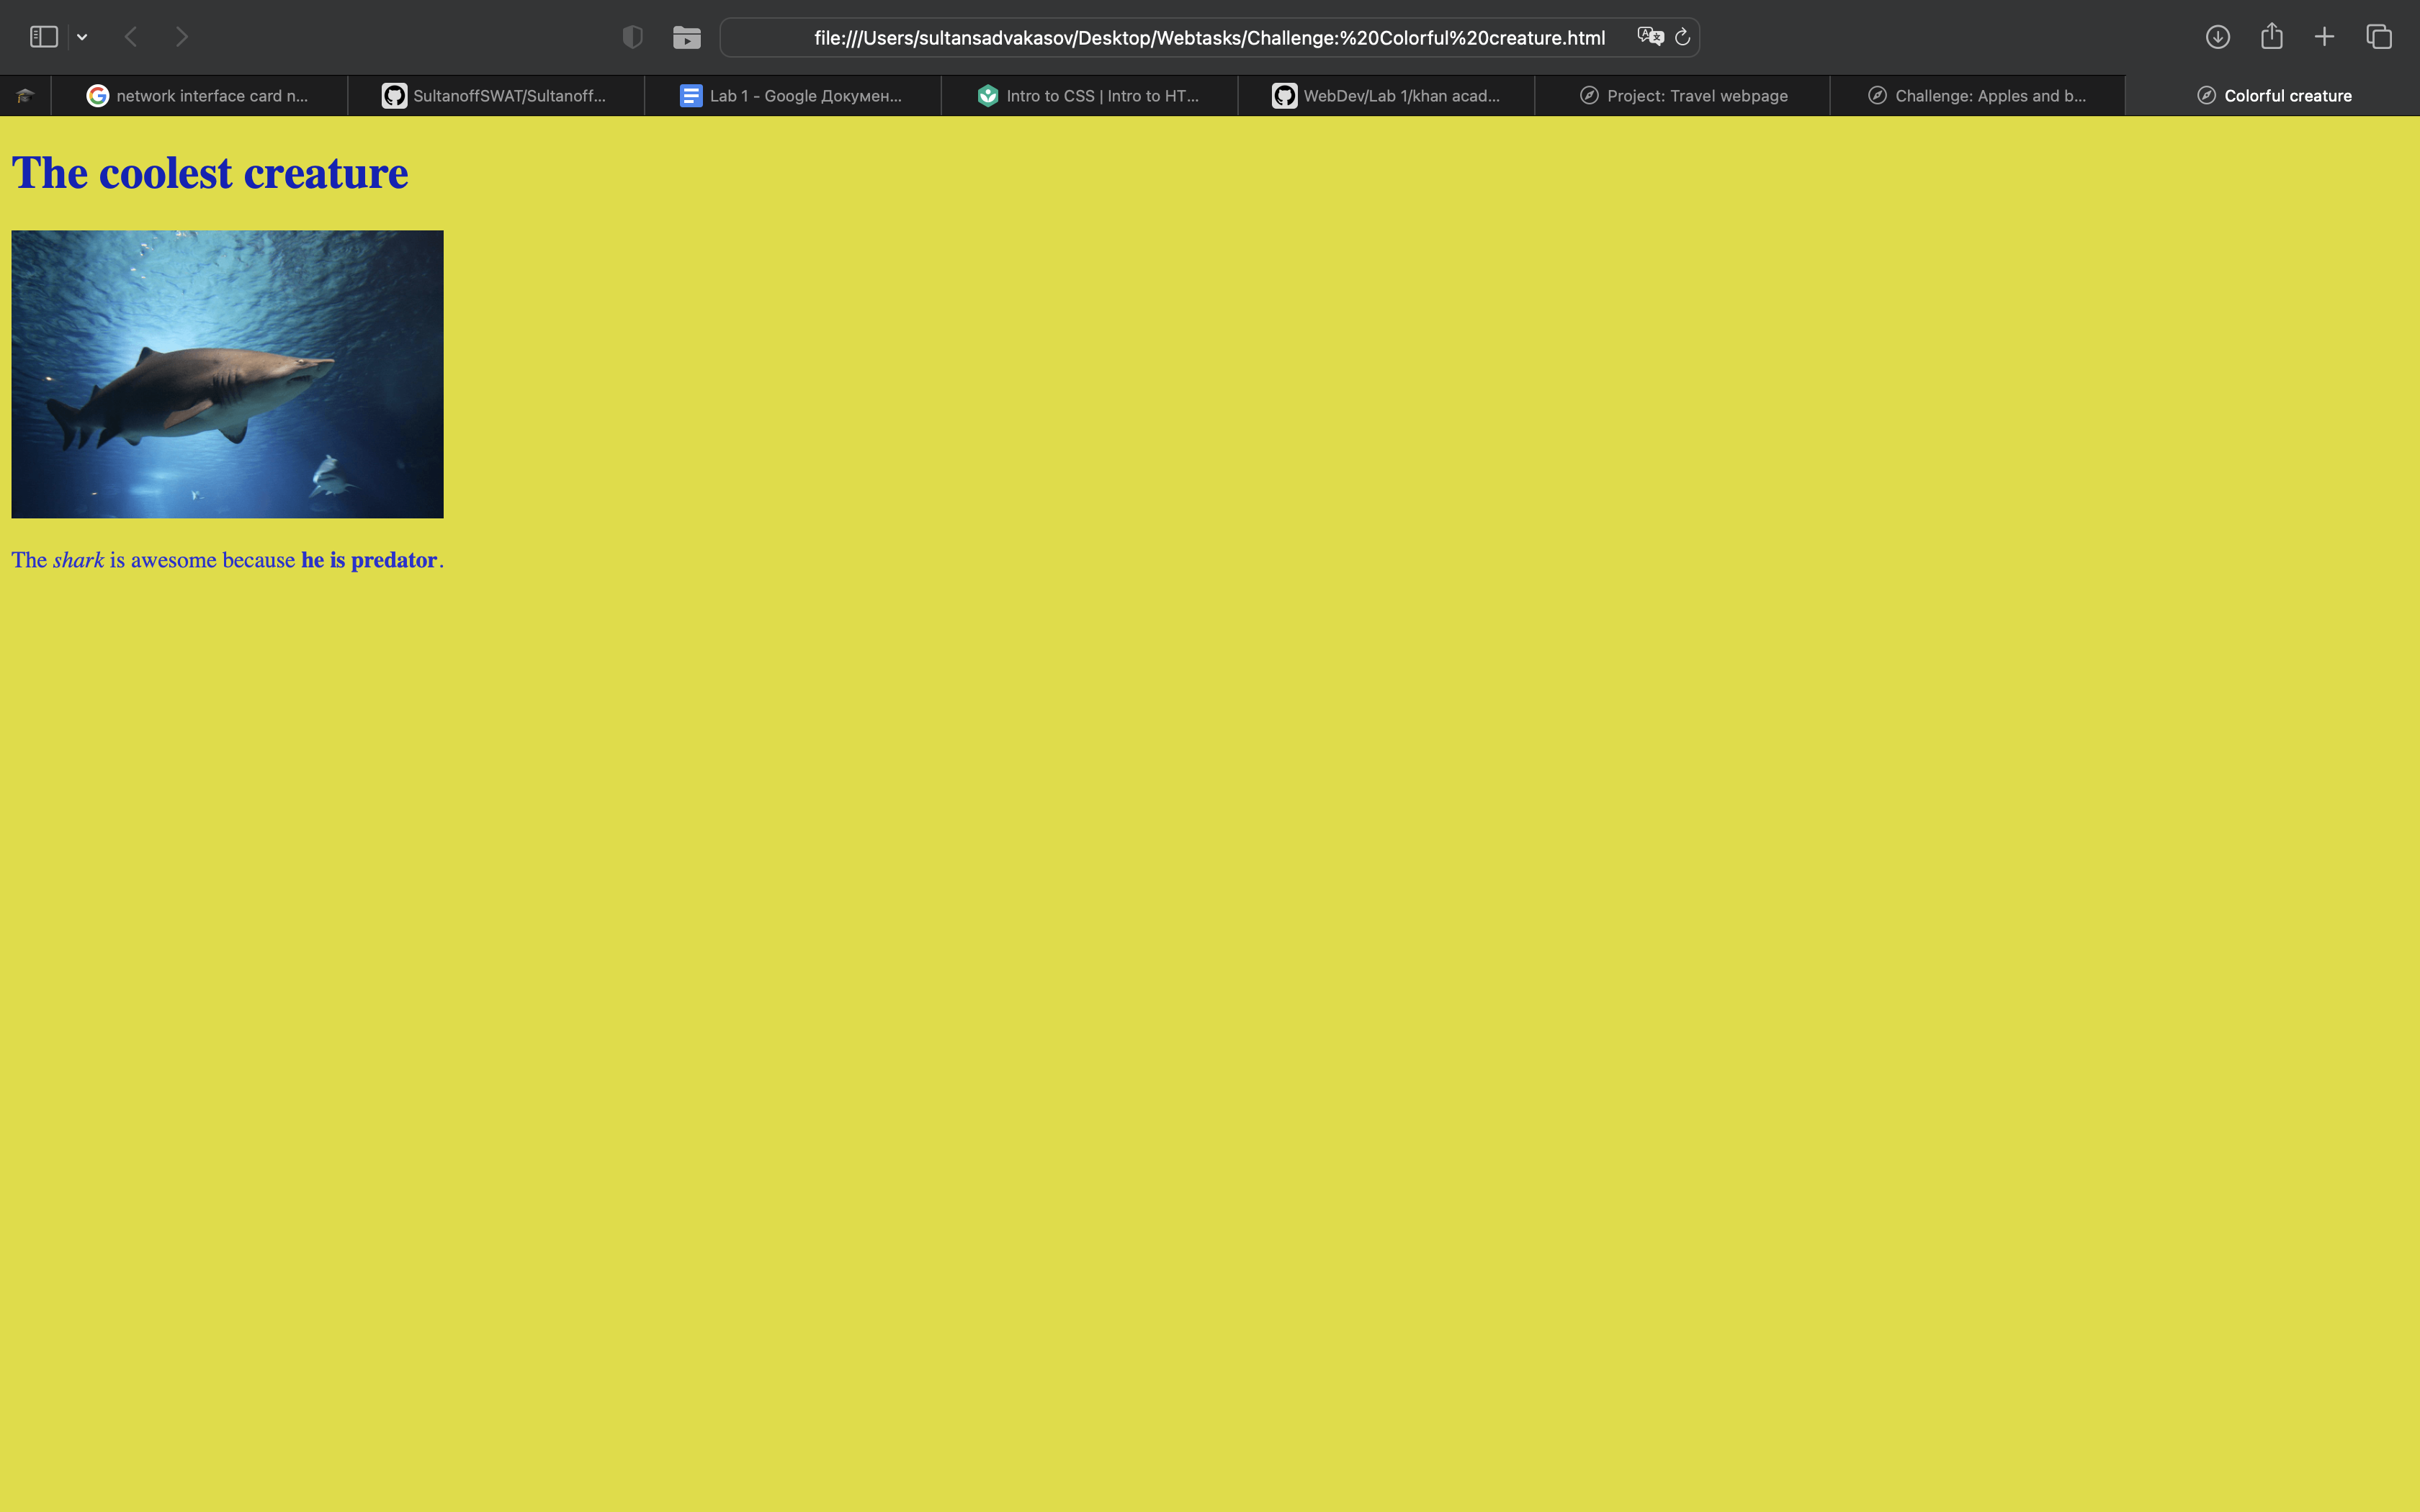 file:///Users/sultansadvakasov/Desktop/Webtasks/Challenge:%20Colorful%20creature.html
network interface card n...
SultanoffSWAT/Sultanoff...
Lab 1 - Google Докумен...
Intro to CSS | Intro to HT...
WebDev/Lab 1/khan acad...
Project: Travel webpage
Challenge: Apples and b...
Colorful creature
The coolest creature
The shark is awesome because he is predator.